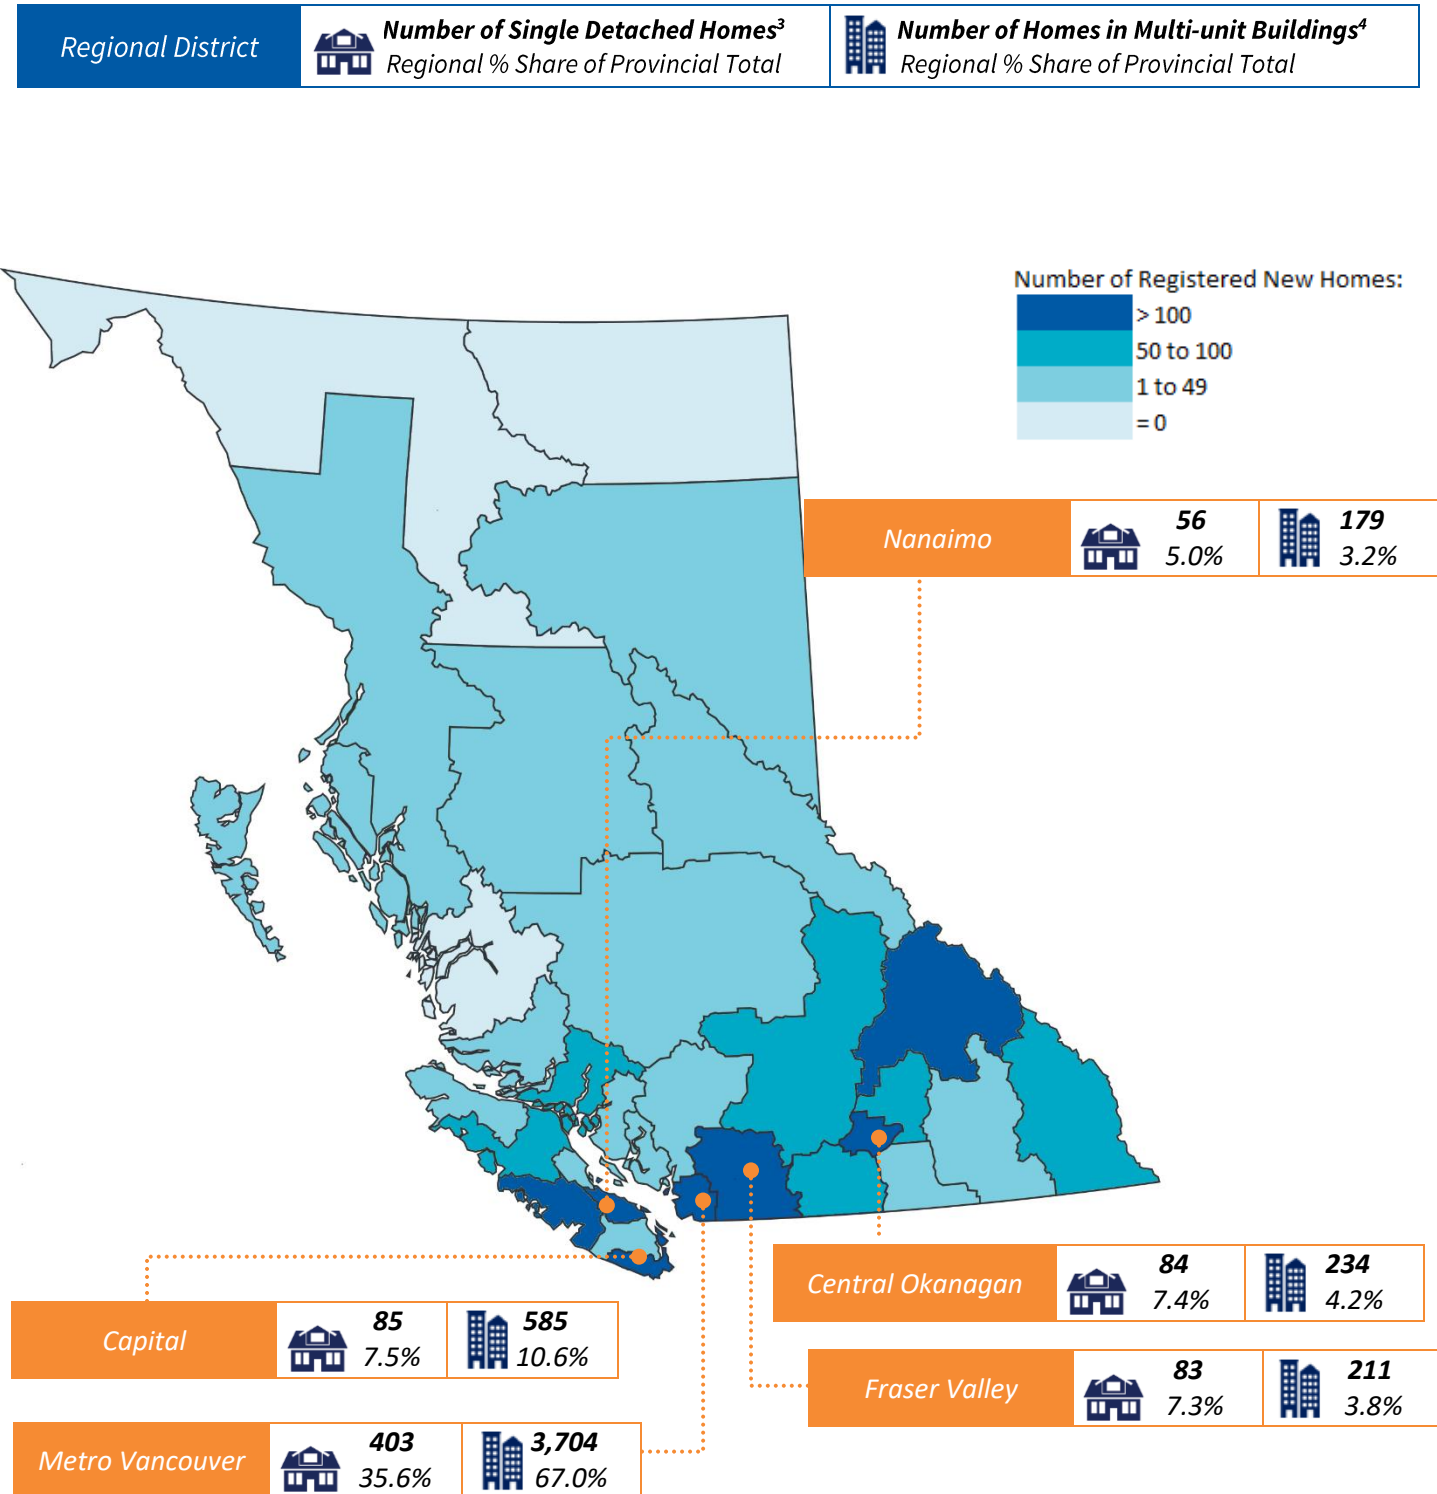 Regional District
Number of Single Detached Homes3
Regional % Share of Provincial Total
Number of Homes in Multi-unit Buildings4
Regional % Share of Provincial Total
Number of Registered New Homes:
> 100
50 to 100
1 to 49
= 0
Nanaimo
56
5.0%
179
3.2%
Central Okanagan
84
7.4%
234
4.2%
Capital
85
7.5%
585
10.6%
Fraser Valley
83
7.3%
211
3.8%
Metro Vancouver
403
35.6%
3,704
67.0%